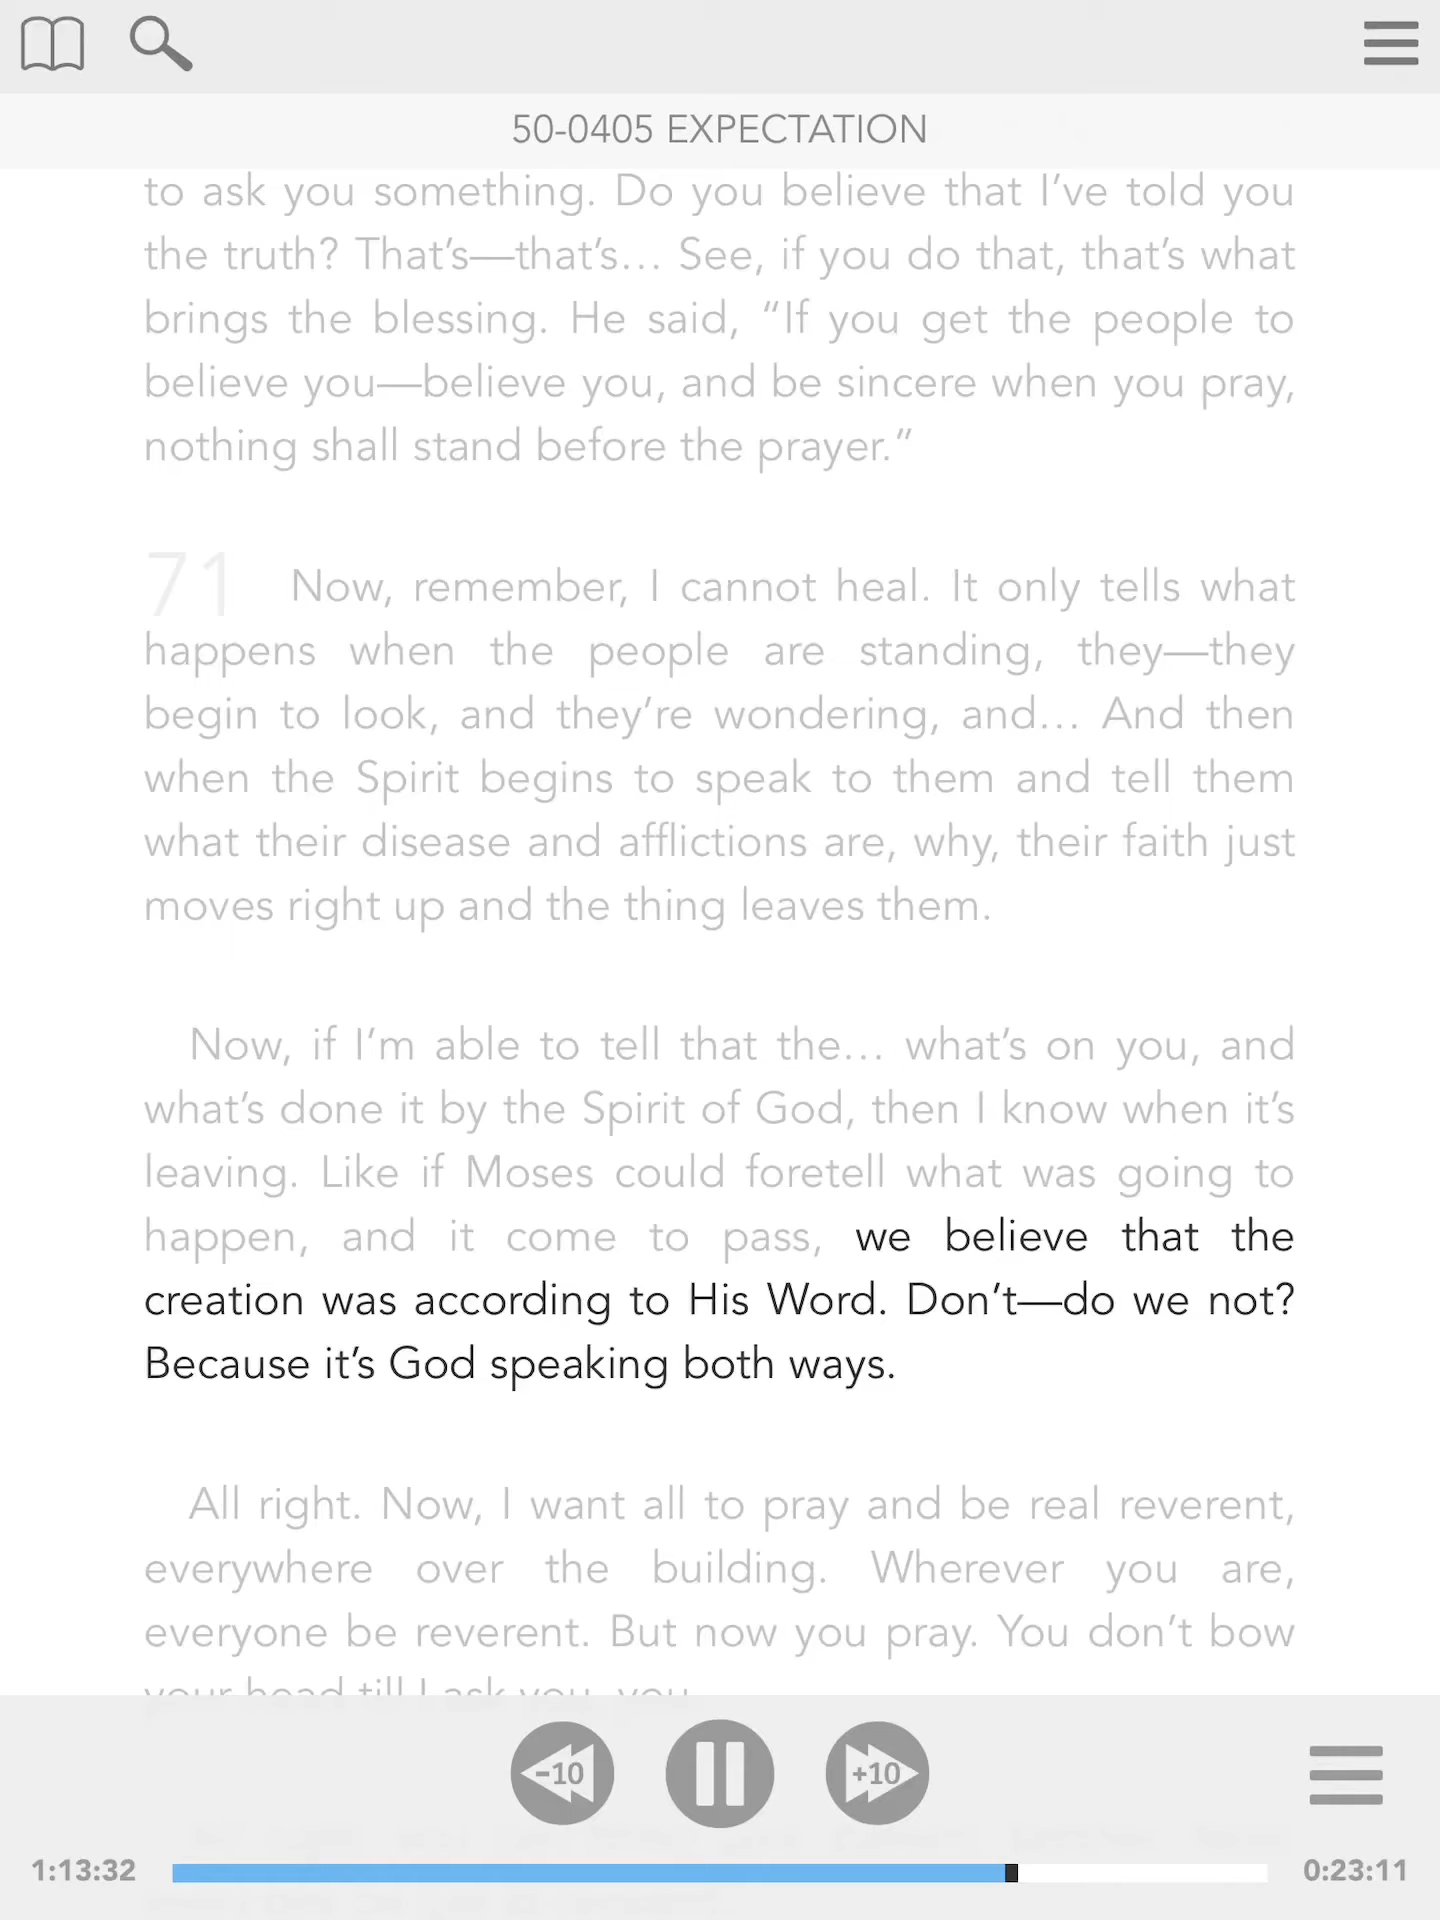 50-0405 EXPECTATION
to ask you something. Do you believe that I’ve told you
the truth? That’s—that’s… See, if you do that, that’s what
brings the blessing. He said, “If you get the people to
believe you—believe you, and be sincere when you pray,
nothing shall stand before the prayer.”
71 Now, remember, I cannot heal. It only tells what
happens when the people are standing, they—they
begin to look, and they’re wondering, and… And then
when the Spirit begins to speak to them and tell them
what their disease and afflictions are, why, their faith just
moves right up and the thing leaves them.
Now, if I’m able to tell that the… what’s on you, and
what’s done it by the Spirit of God, then I know when it’s
leaving. Like if Moses could foretell what was going to
happen, and it come to pass, we believe that the
creation was according to His Word. Don’t—do we not?
Because it’s God speaking both ways.
All right. Now, I want all to pray and be real reverent,
everywhere over the building. Wherever you are,
everyone be reverent. But now you pray. You don’t bow
your head till I ask you, you
-10 +10
1:13:32 0:23:11